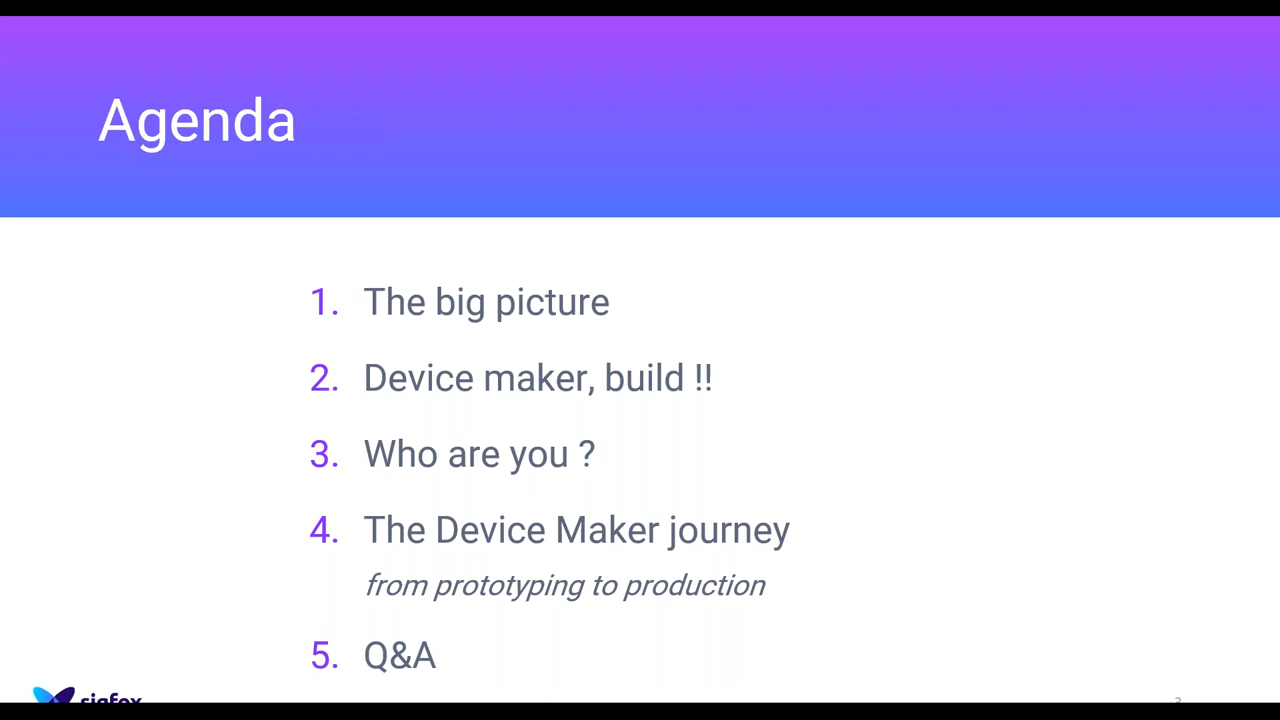 Agenda
1. The big picture
2. Device maker, build !!
3. Who are you ?
4. The Device Maker journey
from prototyping to production
5. Q&A
sigfox
3